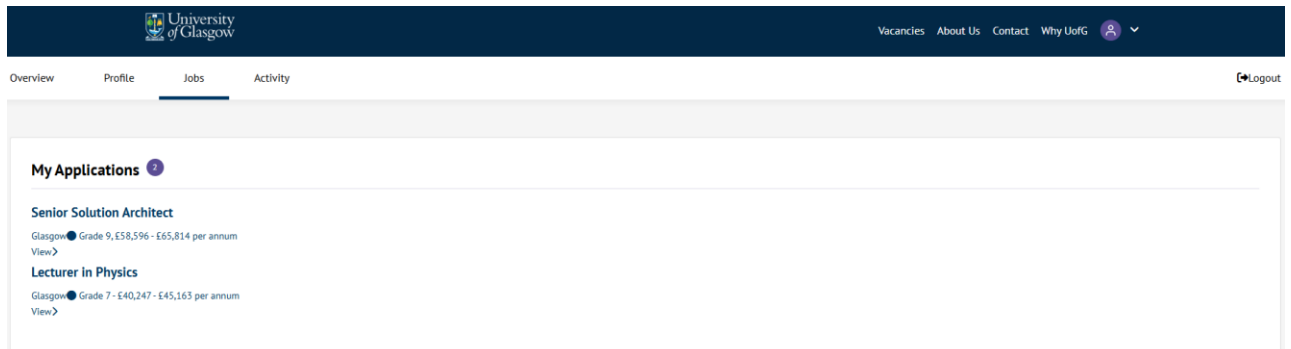 University
of Glasgow
Vacancies About Us Contact Why UofG
Overview Profile Jobs Activity Logout
My Applications 2
Senior Solution Architect
Glasgow Grade 9, £58,596 - £65,814 per annum
View
Lecturer in Physics
Glasgow Grade 7 - £40,247 - £45,163 per annum
View